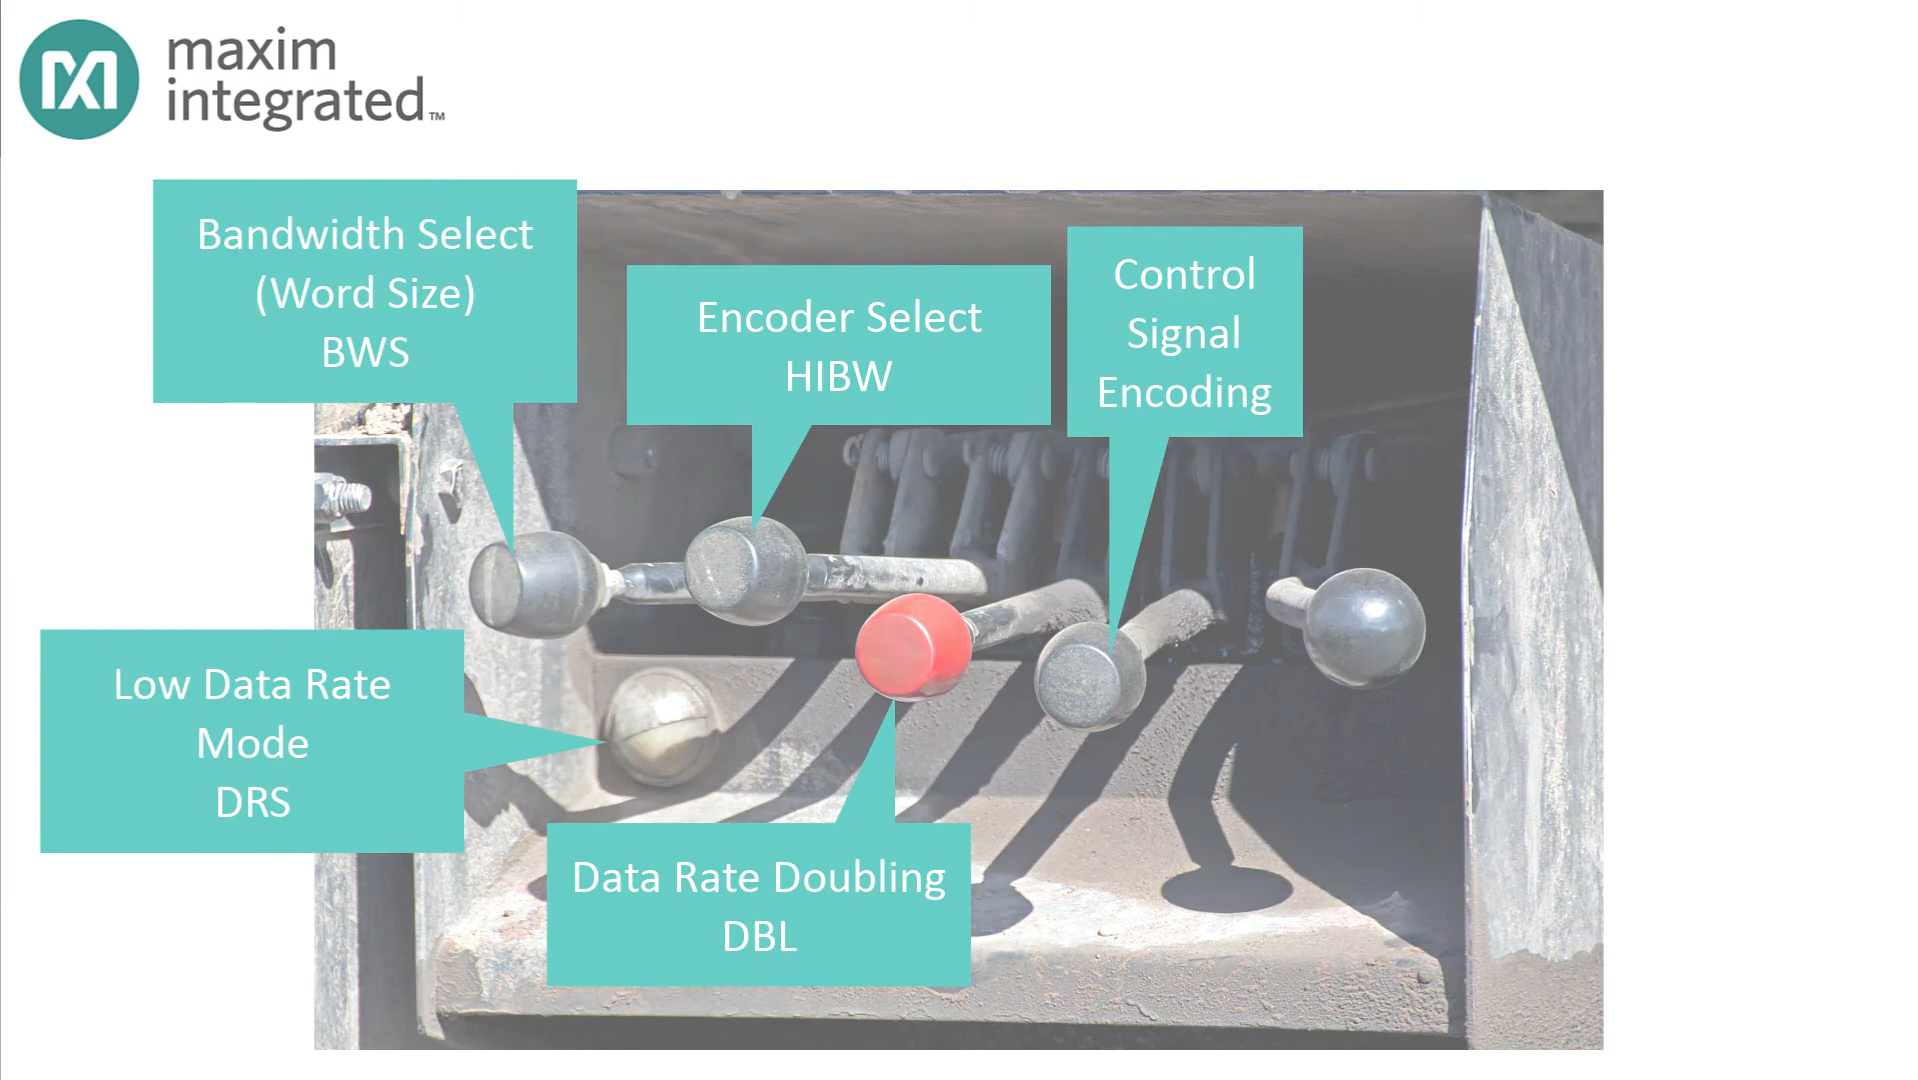 maxim
integrated™
Bandwidth Select
(Word Size)
BWS
Encoder Select
HIBW
Control
Signal
Encoding
Low Data Rate
Mode
DRS
Data Rate Doubling
DBL